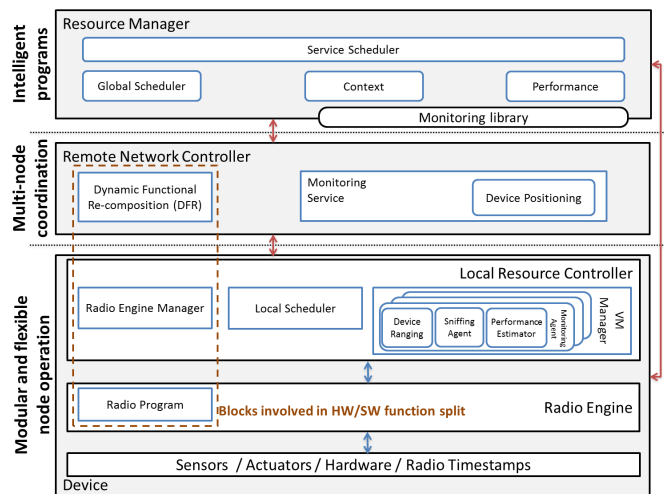 Intelligent
programs
Resource Manager
Service Scheduler
Global Scheduler
Context
Performance
Monitoring library
Multi-node
coordination
Remote Network Controller
Dynamic Functional
Re-composition (DFR)
Monitoring
Service
Device Positioning
Modular and flexible
node operation
Local Resource Controller
Radio Engine Manager
Local Scheduler
Device
Ranging
Sniffing
Agent
Performance
Estimator
Monitoring
Agent
VM
Manager
Radio Program
Blocks involved in HW/SW function split
Radio Engine
Sensors / Actuators / Hardware / Radio Timestamps
Device